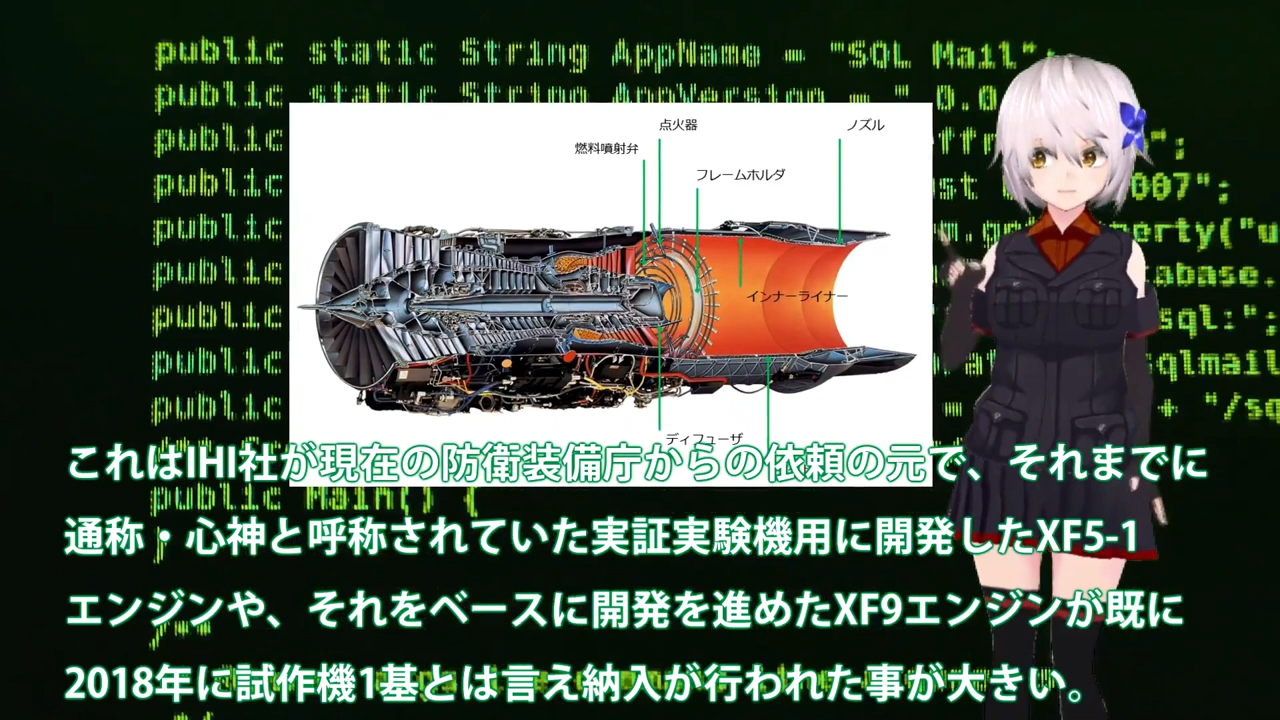 public static String AppName = "SQL Mail";
public static String AppVersion = " 0.0
public
public
007";
public
public
sql:";
public
sqlmail
public
点火器
ノズル
燃料噴射弁
フレームホルダ
インナーライナー
ディフューザ
これはIHI社が現在の防衛装備庁からの依頼の元で、それまでに
public Main() {
通称・心神と呼称されていた実証実験機用に開発したXF5-1
エンジンや、それをベースに開発を進めたXF9エンジンが既に
2018年に試作機1基とは言え納入が行われた事が大きい。